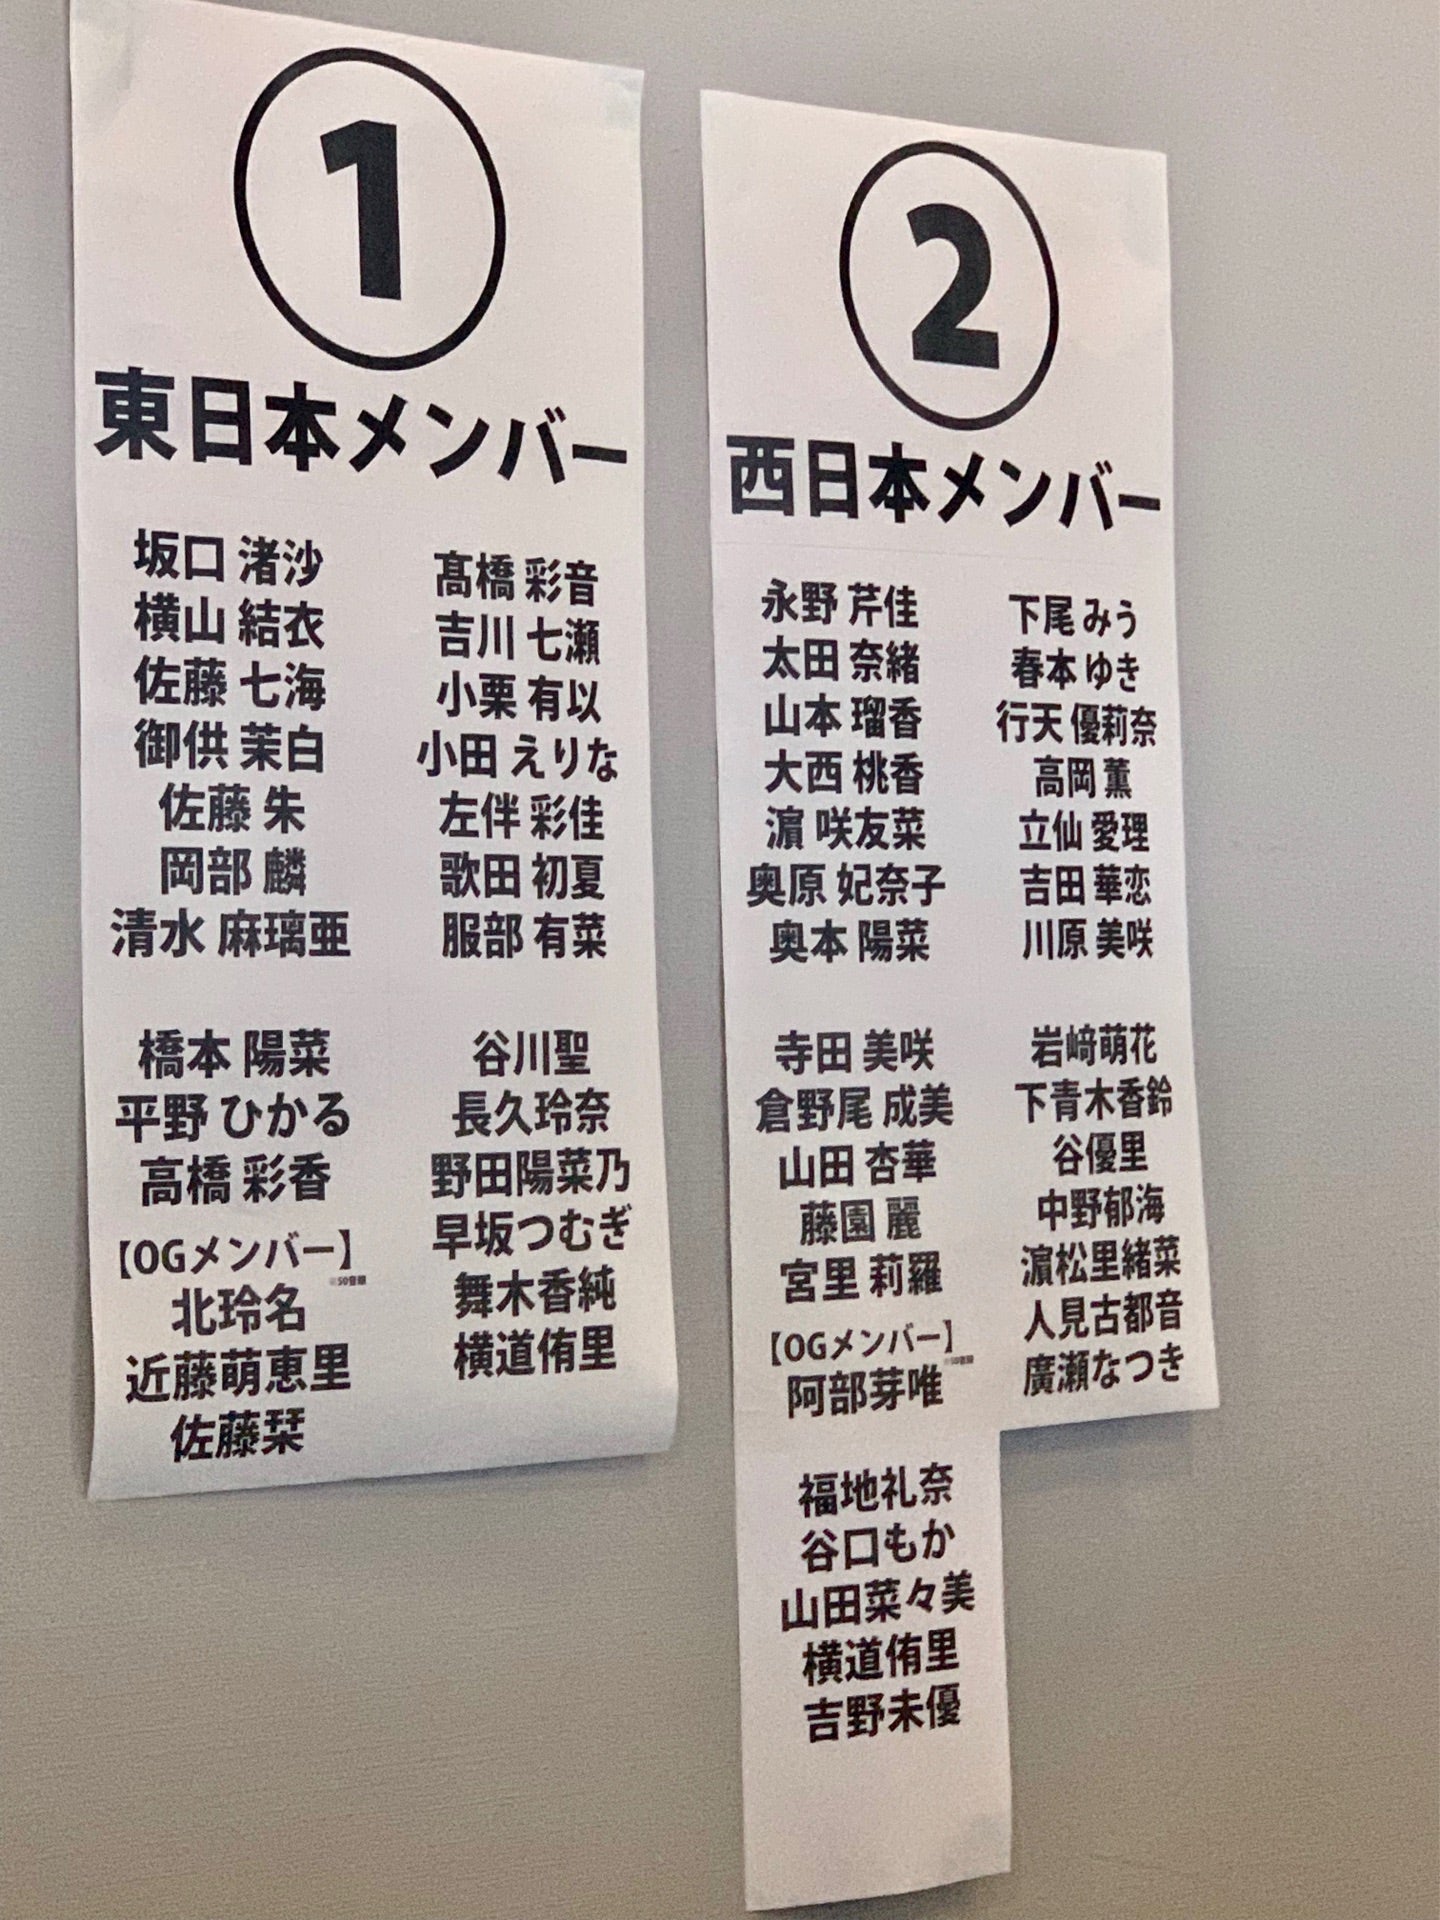 ①
東日本メンバー
坂口 渚沙
横山 結衣
佐藤 七海
御供 茉白
佐藤 朱
岡部 麟
清水 麻璃亜
髙橋 彩音
吉川 七瀬
小栗 有以
小田 えりな
左伴 彩佳
歌田 初夏
服部 有菜
橋本 陽菜
平野 ひかる
高橋 彩香
【OGメンバー】
※50音順
北玲名
近藤萌恵里
佐藤栞
谷川聖
長久玲奈
野田陽菜乃
早坂つむぎ
舞木香純
横道侑里
②
西日本メンバー
永野 芹佳
太田 奈緒
山本 瑠香
大西 桃香
濵 咲友菜
奥原 妃奈子
奥本 陽菜
下尾 みう
春本 ゆき
行天 優莉奈
高岡 薫
立仙 愛理
吉田 華恋
川原 美咲
寺田 美咲
倉野尾 成美
山田 杏華
藤園 麗
宮里 莉羅
【OGメンバー】
※50音順
阿部芽唯
岩﨑萌花
下青木香鈴
谷優里
中野郁海
濵松里緒菜
人見古都音
廣瀬なつき
福地礼奈
谷口もか
山田菜々美
横道侑里
吉野未優